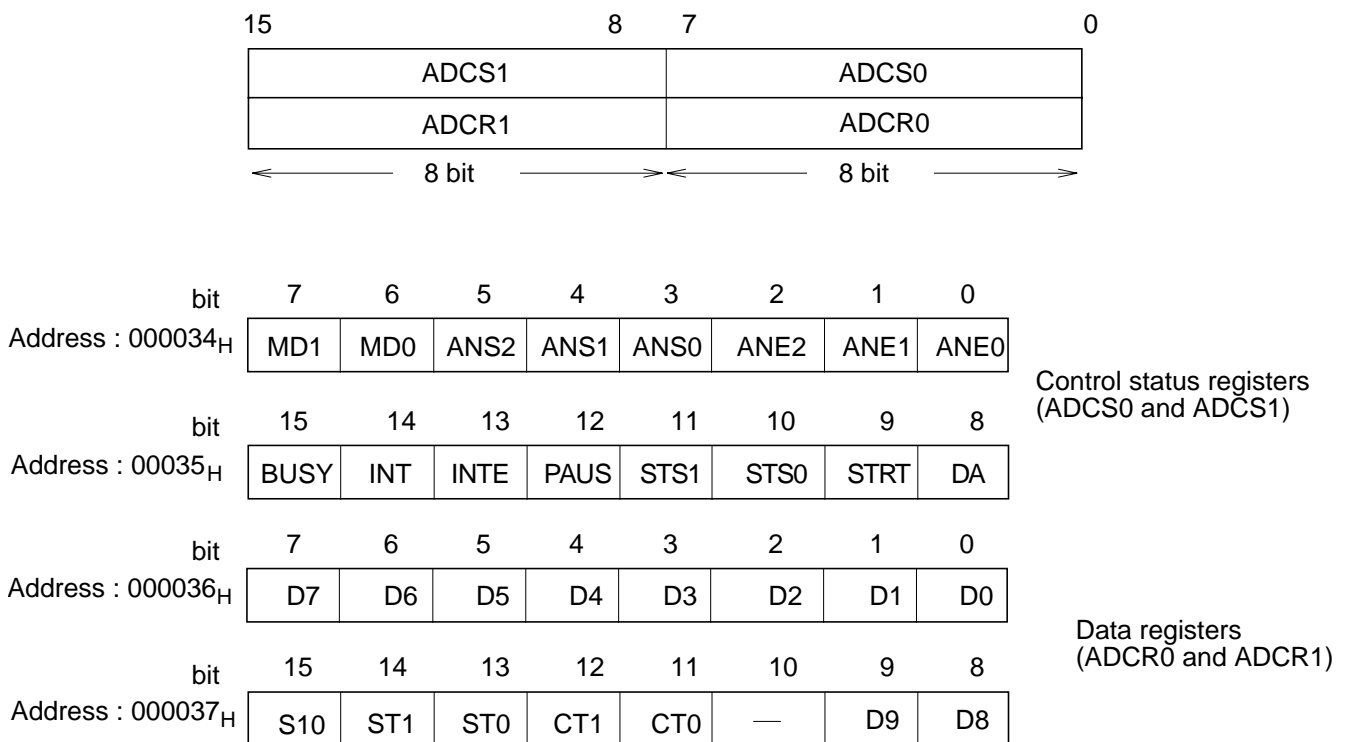 15 8 7 0
ADCS1 ADCS0
ADCR1 ADCR0
8 bit 8 bit
bit 7 6 5 4 3 2 1 0
Address : 000034H MD1 MD0 ANS2 ANS1 ANS0 ANE2 ANE1 ANE0
Control status registers
(ADCS0 and ADCS1)
bit 15 14 13 12 11 10 9 8
Address : 00035H BUSY INT INTE PAUS STS1 STS0 STRT DA
bit 7 6 5 4 3 2 1 0
Address : 000036H D7 D6 D5 D4 D3 D2 D1 D0
Data registers
(ADCR0 and ADCR1)
bit 15 14 13 12 11 10 9 8
Address : 000037H S10 ST1 ST0 CT1 CT0 — D9 D8